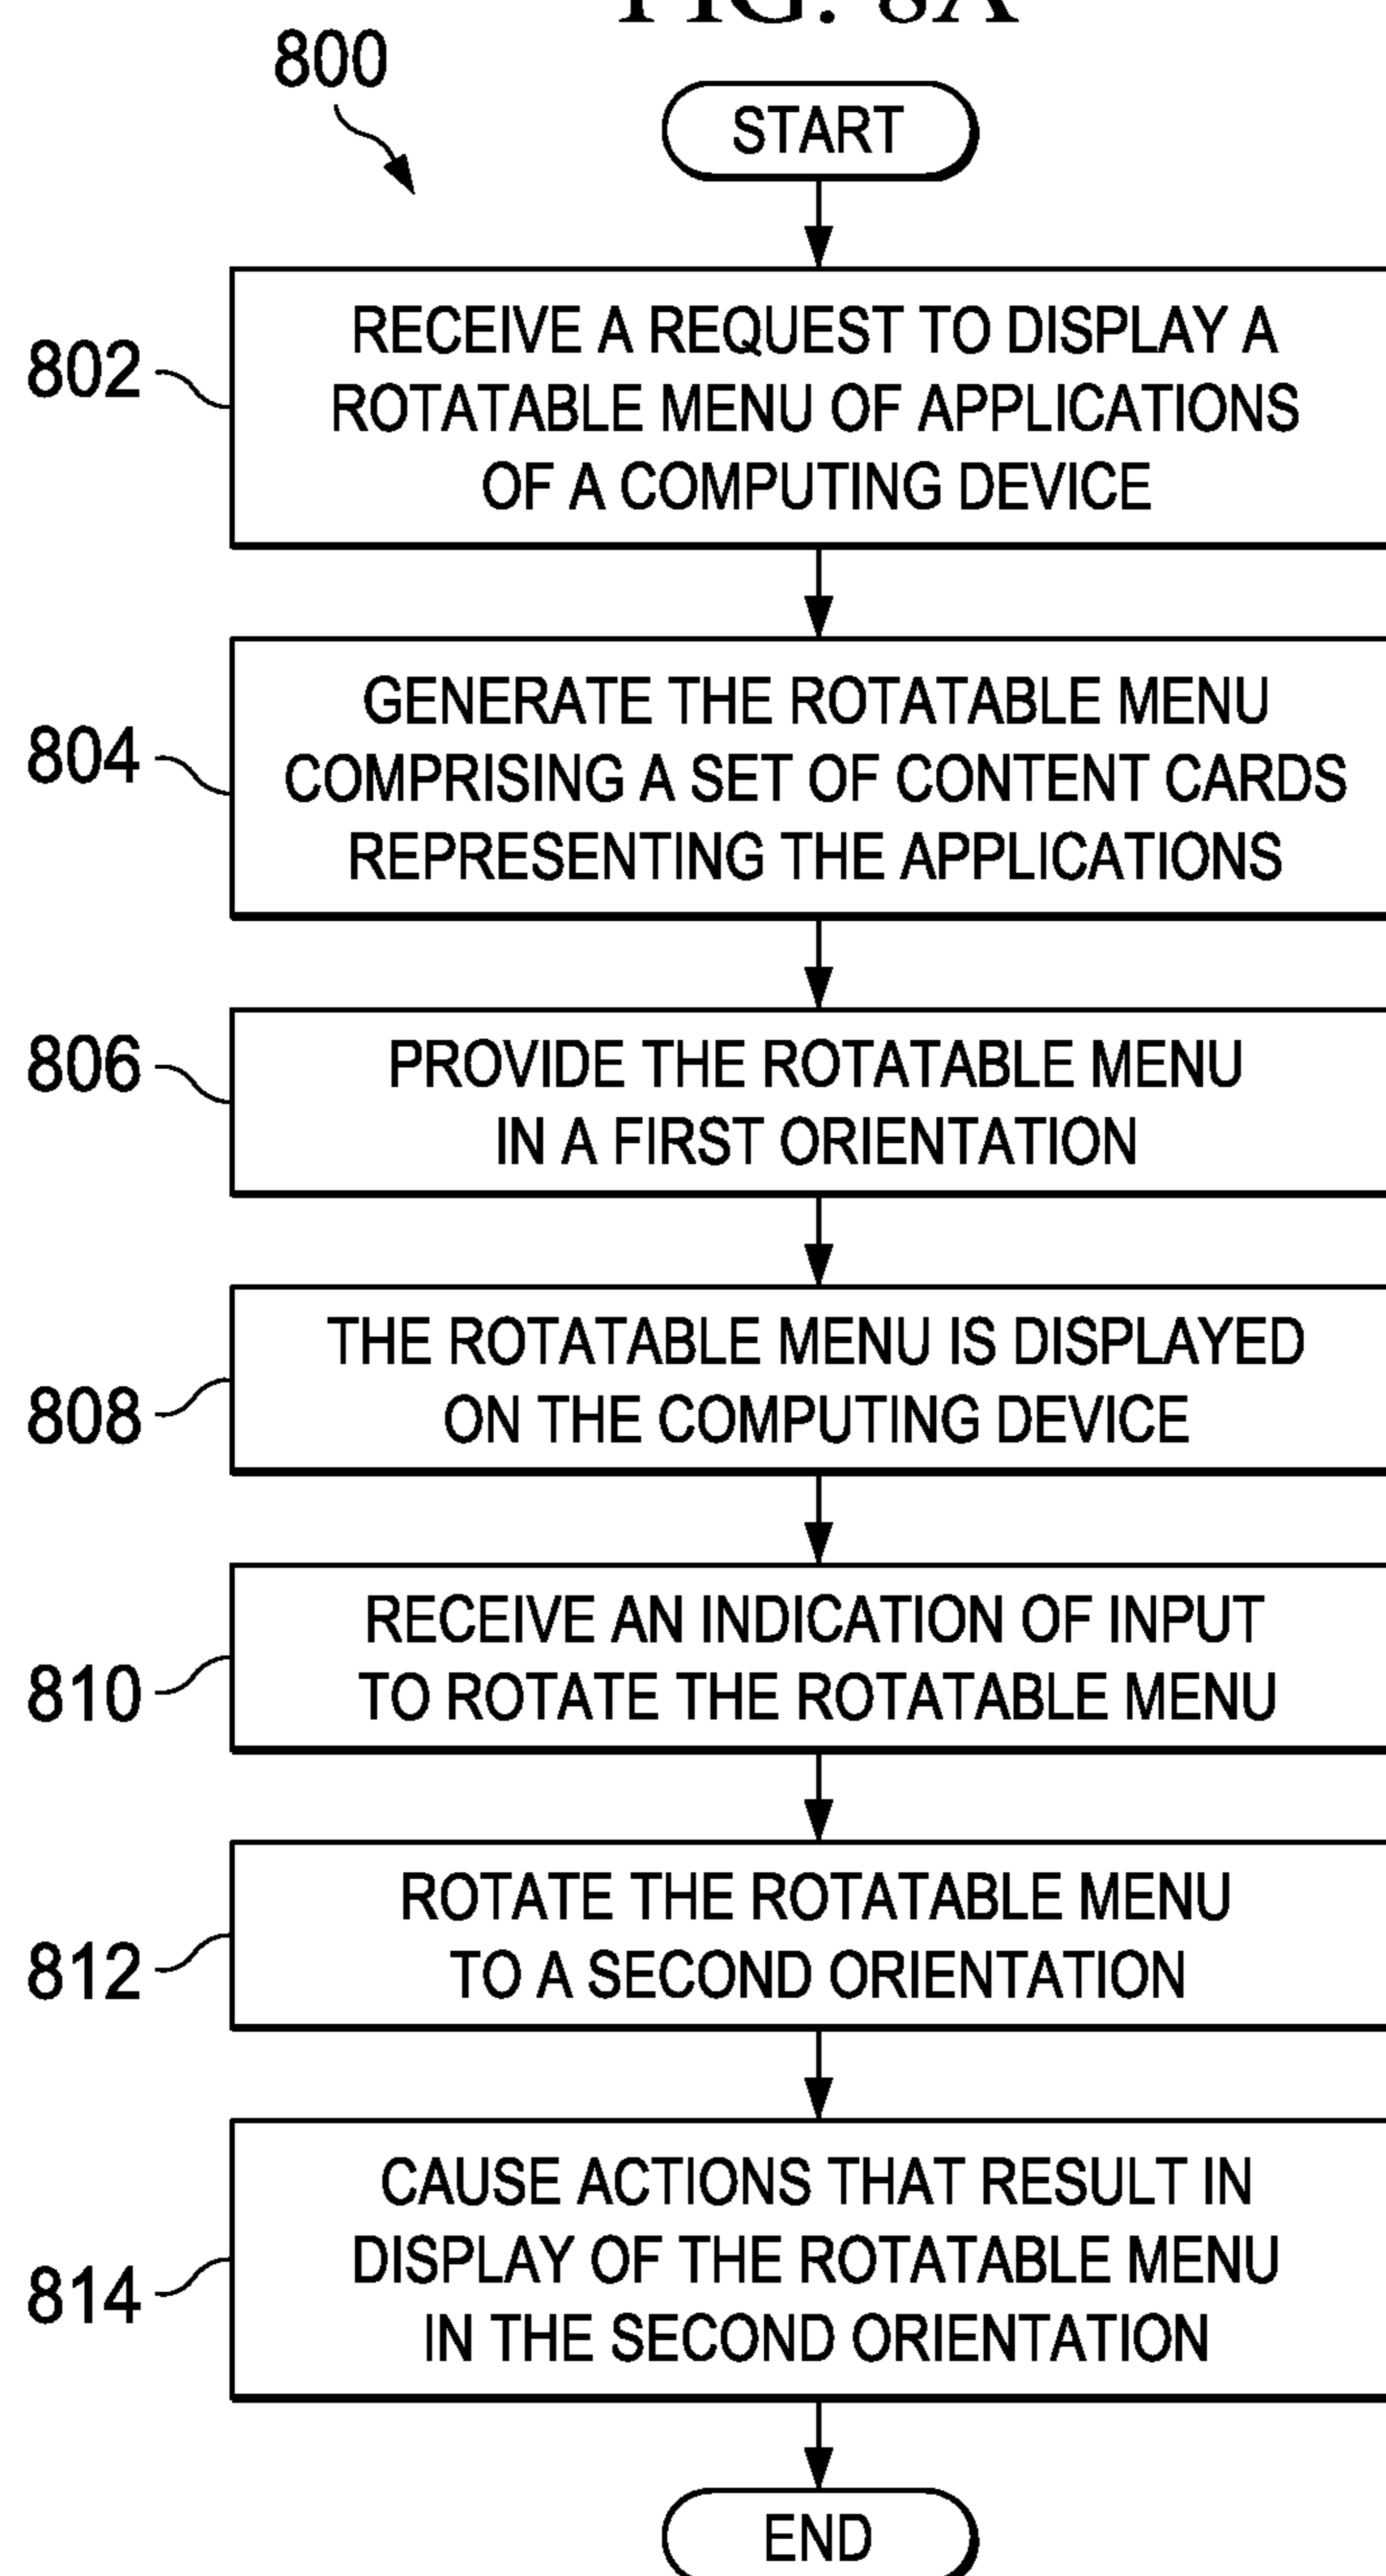 FIG. 8A
800
START
802
RECEIVE A REQUEST TO DISPLAY A
ROTATABLE MENU OF APPLICATIONS
OF A COMPUTING DEVICE
804
GENERATE THE ROTATABLE MENU
COMPRISING A SET OF CONTENT CARDS
REPRESENTING THE APPLICATIONS
806
PROVIDE THE ROTATABLE MENU
IN A FIRST ORIENTATION
808
THE ROTATABLE MENU IS DISPLAYED
ON THE COMPUTING DEVICE
810
RECEIVE AN INDICATION OF INPUT
TO ROTATE THE ROTATABLE MENU
812
ROTATE THE ROTATABLE MENU
TO A SECOND ORIENTATION
814
CAUSE ACTIONS THAT RESULT IN
DISPLAY OF THE ROTATABLE MENU
IN THE SECOND ORIENTATION
END